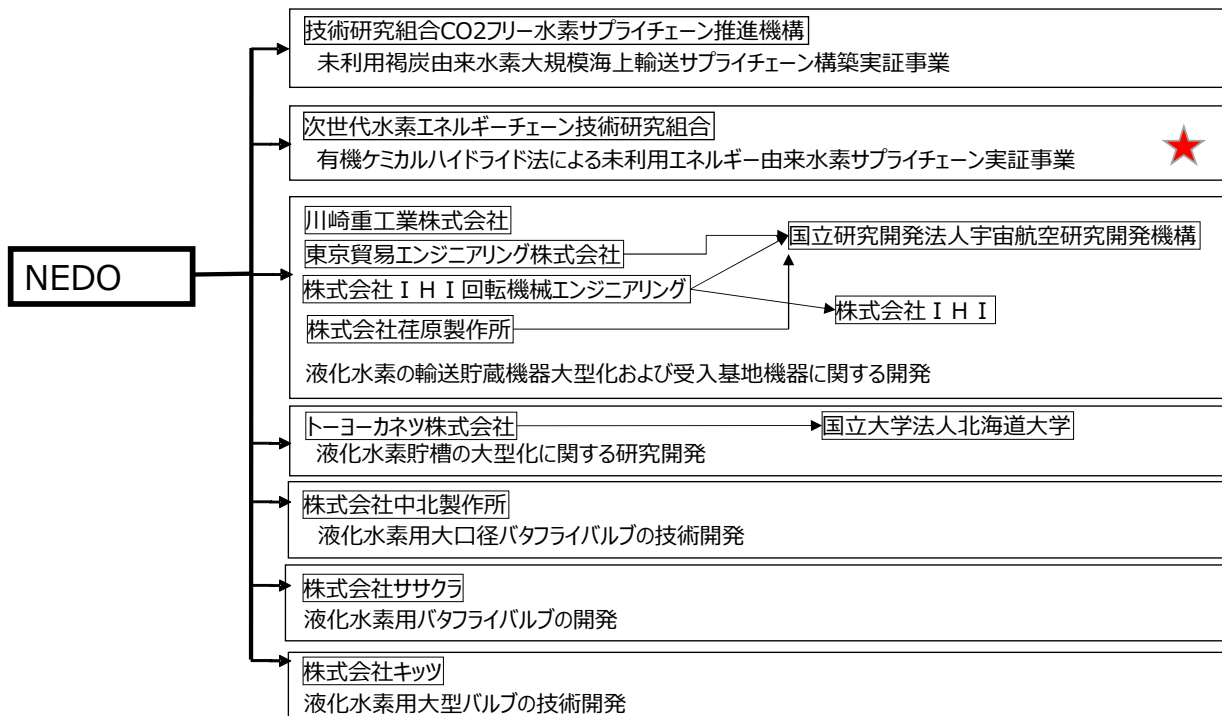 技術研究組合CO2フリー水素サプライチェーン推進機構
未利用褐炭由来水素大規模海上輸送サプライチェーン構築実証事業
次世代水素エネルギーチェーン技術研究組合
有機ケミカルハイドライド法による未利用エネルギー由来水素サプライチェーン実証事業
NEDO
川崎重工業株式会社
東京貿易エンジニアリング株式会社
国立研究開発法人宇宙航空研究開発機構
株式会社ＩＨＩ回転機械エンジニアリング
株式会社ＩＨＩ
株式会社荏原製作所
液化水素の輸送貯蔵機器大型化および受入基地機器に関する開発
トーヨーカネツ株式会社
国立大学法人北海道大学
液化水素貯槽の大型化に関する研究開発
株式会社中北製作所
液化水素用大口径バタフライバルブの技術開発
株式会社ササクラ
液化水素用バタフライバルブの開発
株式会社キッツ
液化水素用大型バルブの技術開発